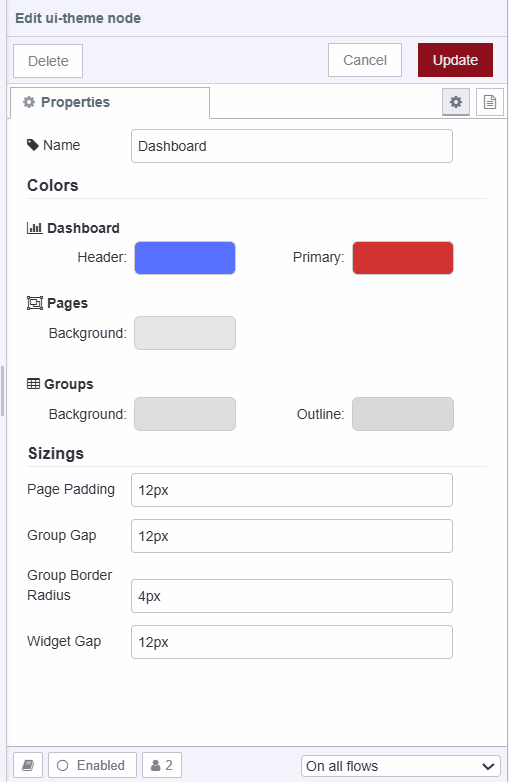 Edit ui-theme node
Delete
Cancel
Update
Properties
Name
Dashboard
Colors
Dashboard
Header:
Primary:
Pages
Background:
Groups
Background:
Outline:
Sizings
Page Padding
12px
Group Gap
12px
Group Border
Radius
4px
Widget Gap
12px
Enabled
2
On all flows